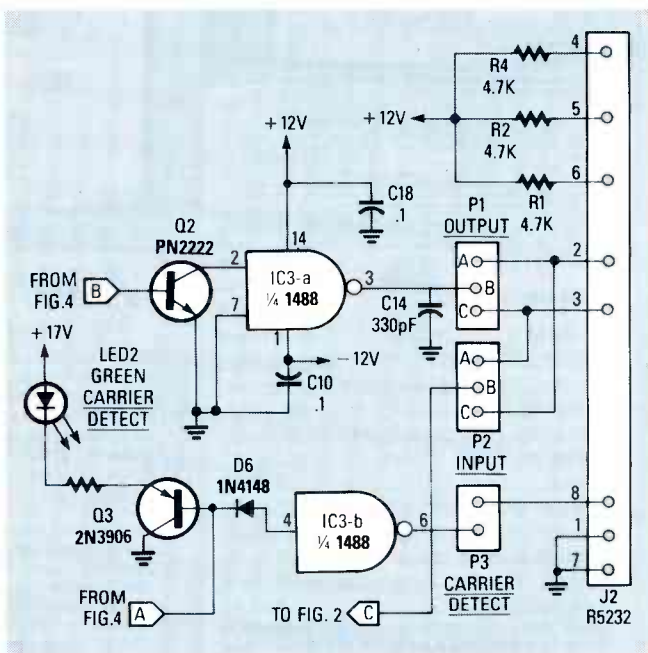 4
R4
4.7K
+12V
5
R2
4.7K
+12V
6
R1
4.7K
C18
.1
P1
OUTPUT
Q2
PN2222
14
2
A
2
IC3-a
¼ 1488
3
B
FROM
FIG.4
B
7
C
3
C14
330pF
1
+17V
-12V
A
LED2
GREEN
CARRIER
DETECT
C10
.1
B
C
P2
INPUT
D6
1N4148
8
Q3
2N3906
4
IC3-b
¼ 1488
6
1
P3
CARRIER
DETECT
7
FROM
FIG.4
A
TO FIG. 2
C
J2
R5232